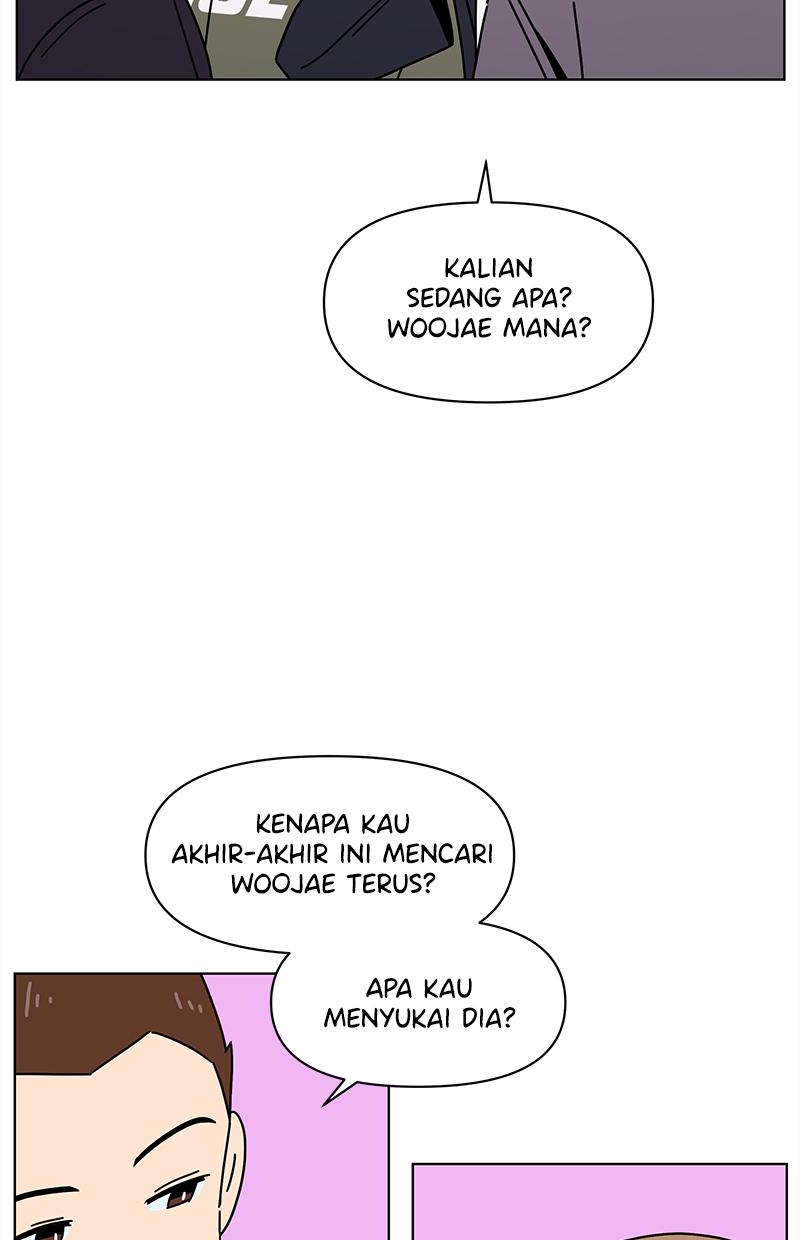 KALIAN
SEDANG APA?
WOOJAE MANA?
KENAPA KAU
AKHIR-AKHIR INI MENCARI
WOOJAE TERUS?
APA KAU
MENYUKAI DIA?